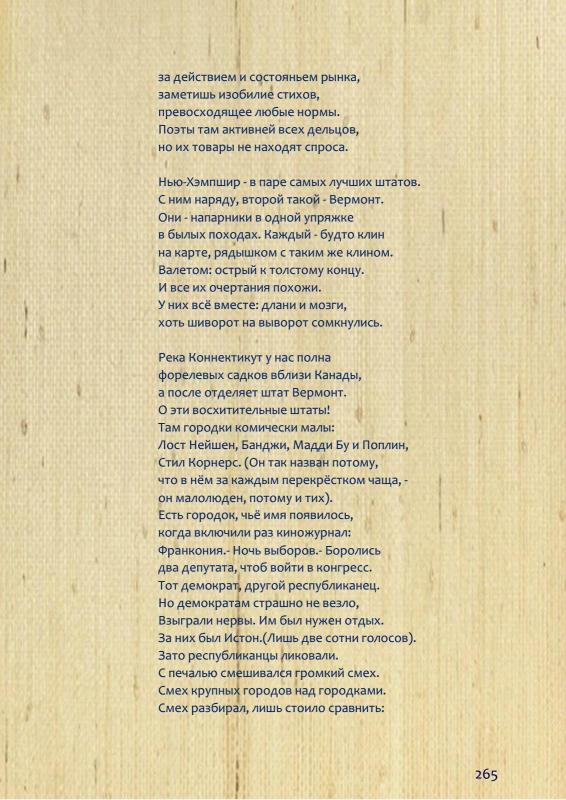 за действием и состояньем рынка,
заметишь изобилие стихов,
превосходящее любые нормы.
Поэты там активней всех дельцов,
но их товары не находят спроса.
Нью-Хэмпшир - в паре самых лучших штатов.
С ним наряду, второй такой - Вермонт.
Они - напарники в одной упряжке
в былых походах. Каждый - будто клин
на карте, рядышком с таким же клином.
Валетом: острый к толстому концу.
И все их очертания похожи.
У них всё вместе: длани и мозги,
хоть шиворот на выворот сомкнулись.
Река Коннектикут у нас полна
форелевых садков вблизи Канады,
а после отделяет штат Вермонт.
О эти восхитительные штаты!
Там городки комически малы:
Лост Нейшен, Банджи, Мадди Бу и Поплин,
Стил Корнерс. (Он так назван потому,
что в нём за каждым перекрёстком чаща, -
он малолюден, потому и тих).
Есть городок, чьё имя появилось,
когда включили раз киножурнал:
Франкония.- Ночь выборов.- Боролись
два депутата, чтоб войти в конгресс.
Тот демократ, другой республиканец.
Но демократам страшно не везло,
Взыграли нервы. Им был нужен отдых.
За них был Истон.(Лишь две сотни голосов).
Зато республиканцы ликовали.
С печалью смешивался громкий смех.
Смех крупных городов над городками.
Смех разбирал, лишь стоило сравнить:
265